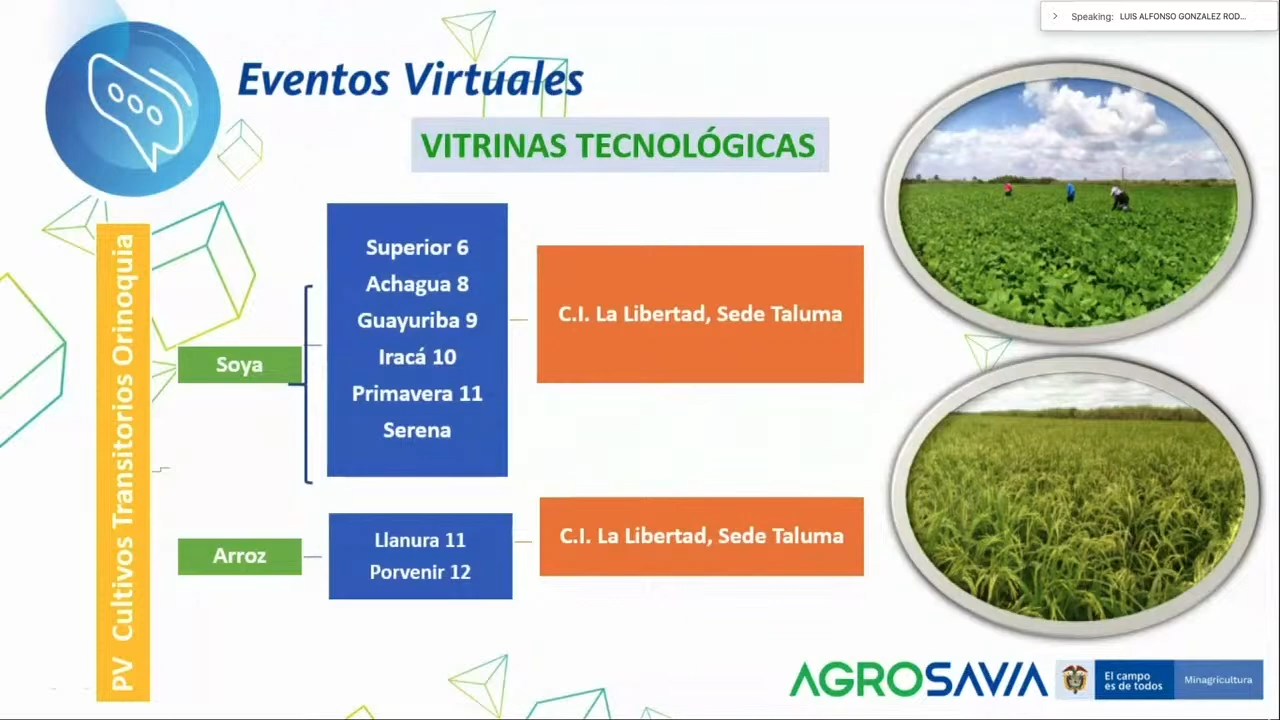 Speaking: LUIS ALFONSO GONZALEZ ROD...
Eventos Virtuales
VITRINAS TECNOLÓGICAS
PV Cultivos Transitorios Orinoquia
Soya
Superior 6
Achagua 8
Guayuriba 9
Iracá 10
Primavera 11
Serena
C.I. La Libertad, Sede Taluma
Arroz
Llanura 11
Porvenir 12
C.I. La Libertad, Sede Taluma
AGROSAVIA
El campo
es de todos
Minagricultura